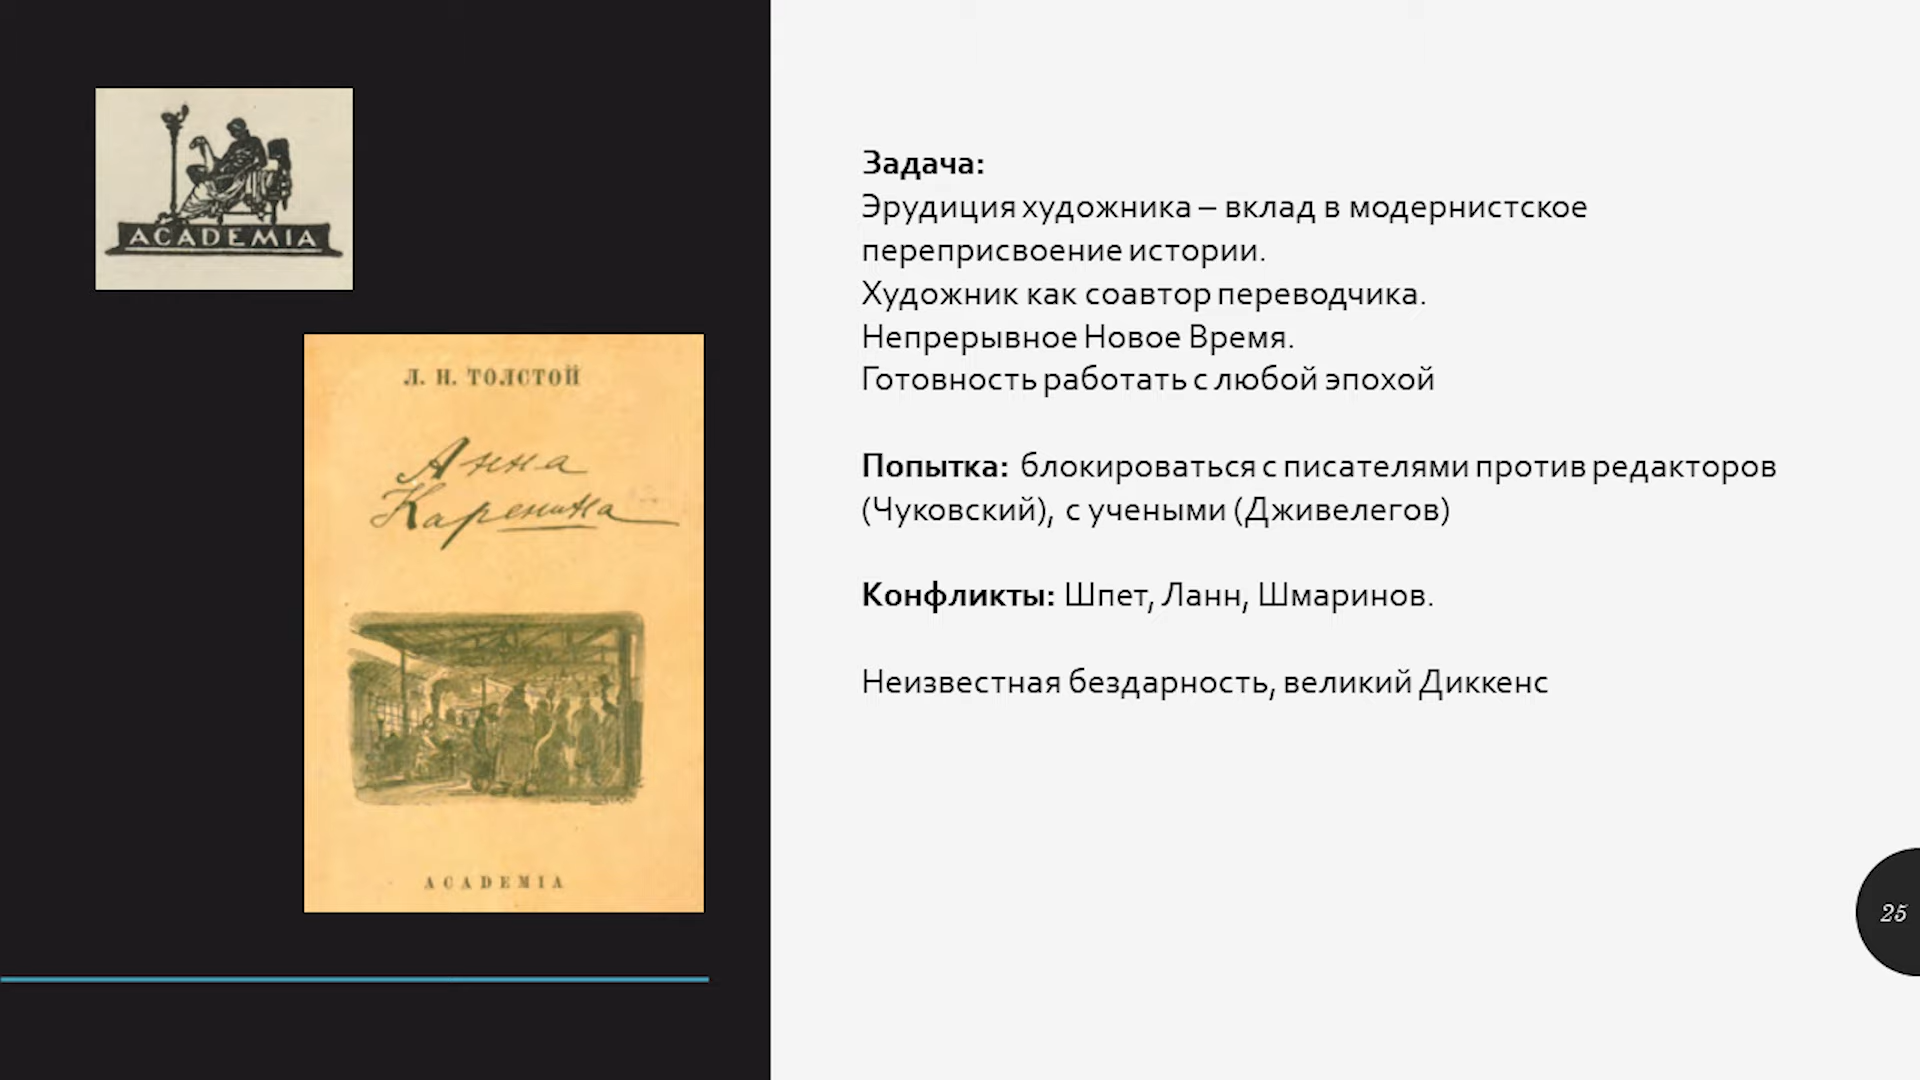 ACADEMIA
Л. Н. ТОЛСТОЙ
Анна
Каренина
ACADEMIA
Задача:
Эрудиция художника – вклад в модернистское
переприсвоение истории.
Художник как соавтор переводчика.
Непрерывное Новое Время.
Готовность работать с любой эпохой
Попытка: блокироваться с писателями против редакторов
(Чуковский), с учеными (Дживелегов)
Конфликты: Шпет, Ланн, Шмаринов.
Неизвестная бездарность, великий Диккенс
25